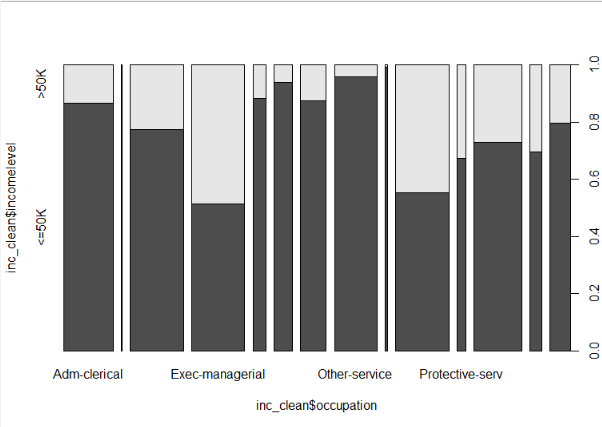 inc_clean$incomelevel
>50K
<=50K
1.0
0.8
0.6
0.4
0.2
0.0
Adm-clerical Exec-managerial Other-service Protective-serv
inc_clean$occupation